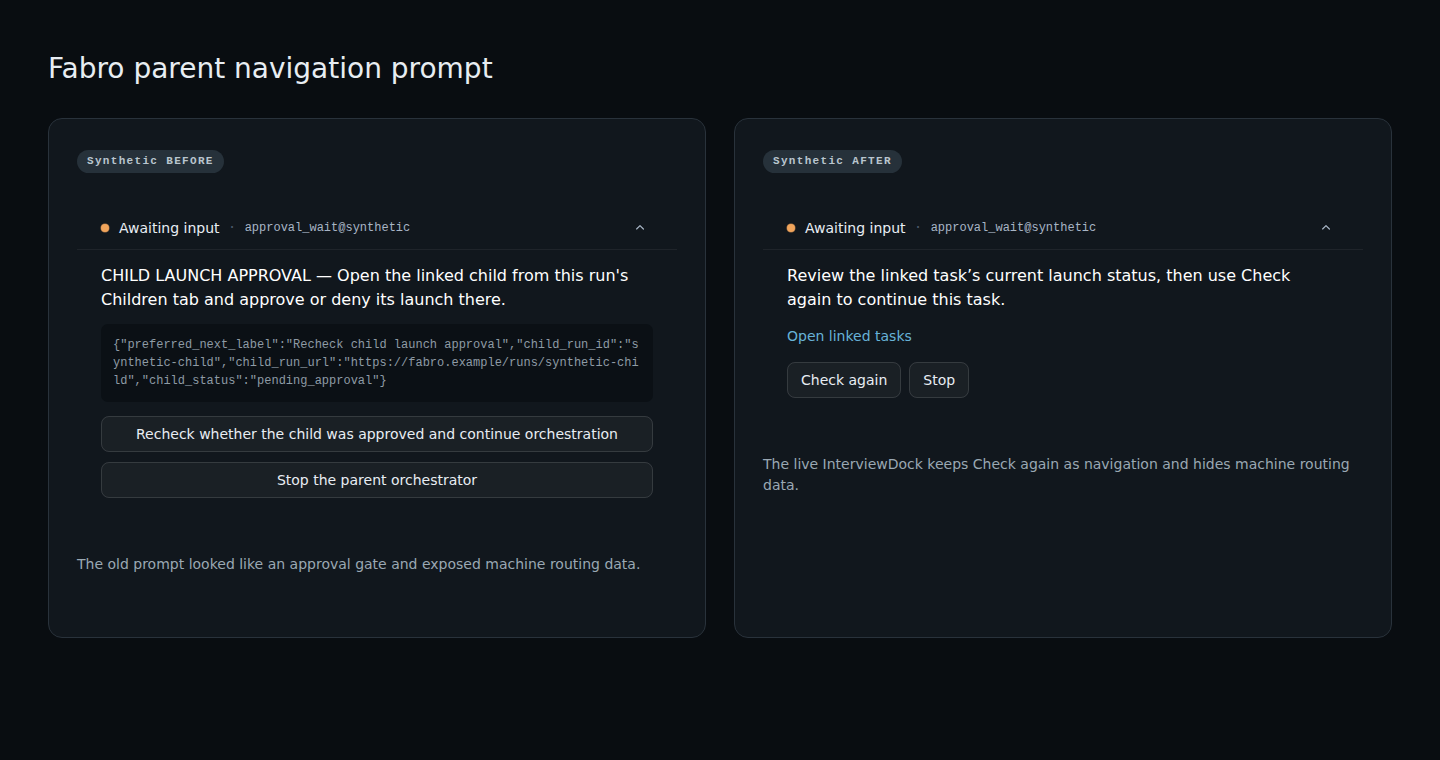 Fabro parent navigation prompt
Synthetic BEFORE
Awaiting input · approval_wait@synthetic
CHILD LAUNCH APPROVAL — Open the linked child from this run's
Children tab and approve or deny its launch there.
{"preferred_next_label":"Recheck child launch approval","child_run_id":"s
ynthetic-child","child_run_url":"https://fabro.example/runs/synthetic-chi
ld","child_status":"pending_approval"}
Recheck whether the child was approved and continue orchestration
Stop the parent orchestrator
The old prompt looked like an approval gate and exposed machine routing data.
Synthetic AFTER
Awaiting input · approval_wait@synthetic
Review the linked task’s current launch status, then use Check
again to continue this task.
Open linked tasks
Check again
Stop
The live InterviewDock keeps Check again as navigation and hides machine routing
data.